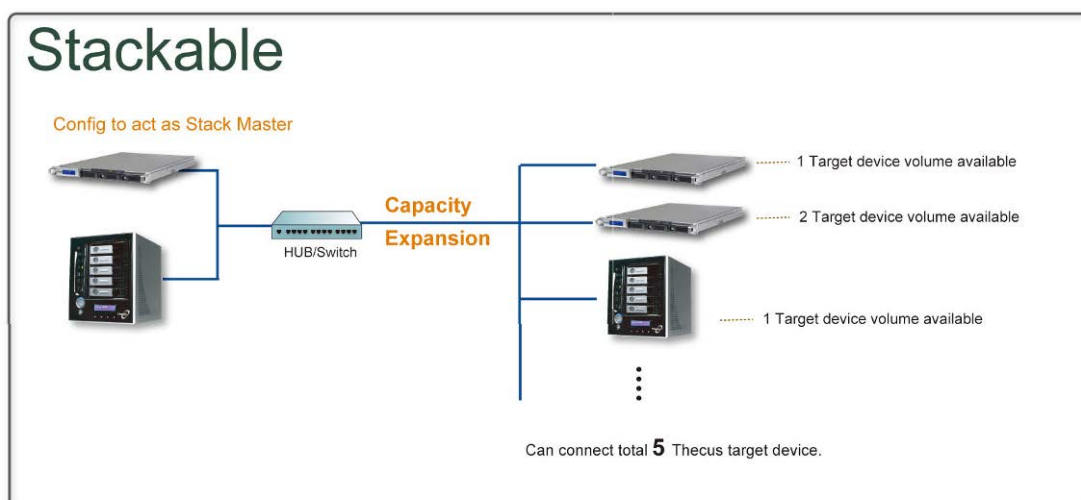 Stackable
Config to act as Stack Master
Capacity
Expansion
HUB/Switch
1 Target device volume available
2 Target device volume available
1 Target device volume available
Can connect total 5 Thecus target device.